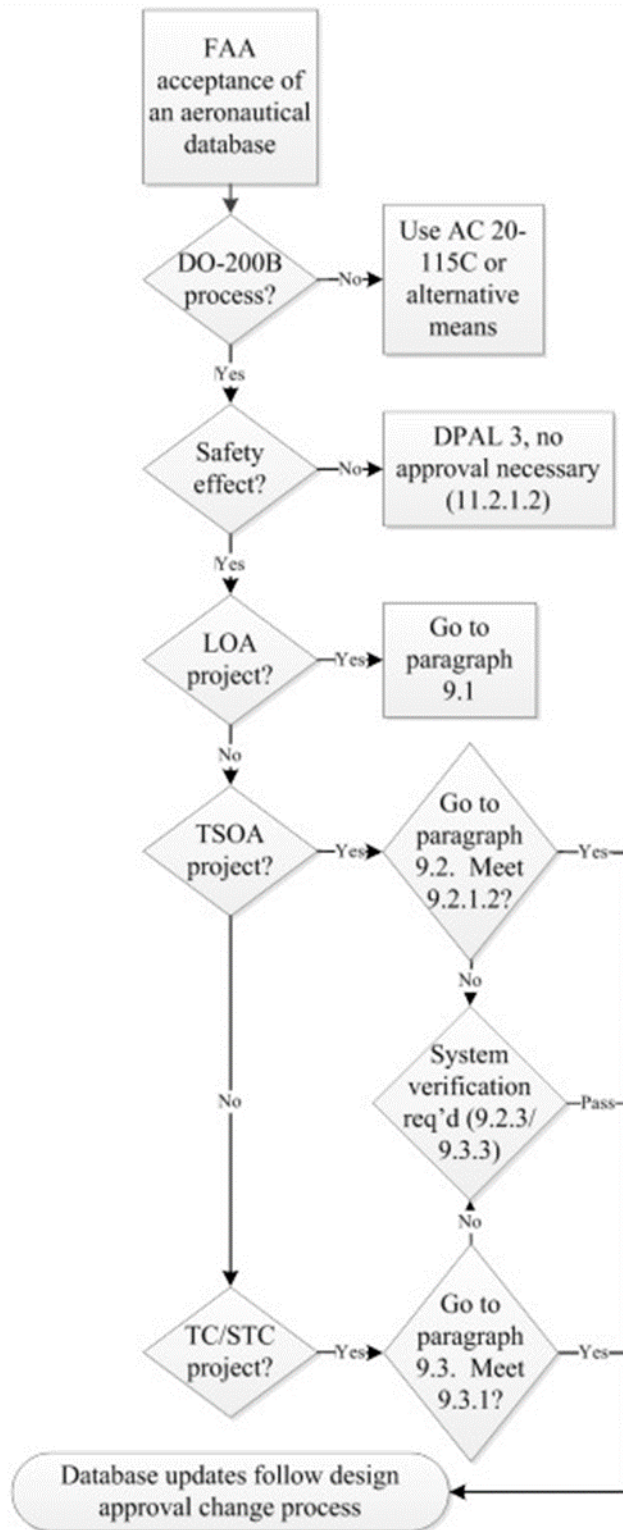 FAA
acceptance of
an aeronautical
database
DO-200B
process?
No
Use AC 20-
115C or
alternative
means
Yes
Safety
effect?
No
DPAL 3, no
approval necessary
(11.2.1.2)
Yes
LOA
project?
Yes
Go to
paragraph
9.1
No
TSOA
project?
Yes
Go to
paragraph
9.2. Meet
9.2.1.2?
Yes
No
No
System
verification
req’d (9.2.3/
9.3.3)
Pass
No
TC/STC
project?
Yes
Go to
paragraph
9.3. Meet
9.3.1?
Yes
Database updates follow design
approval change process